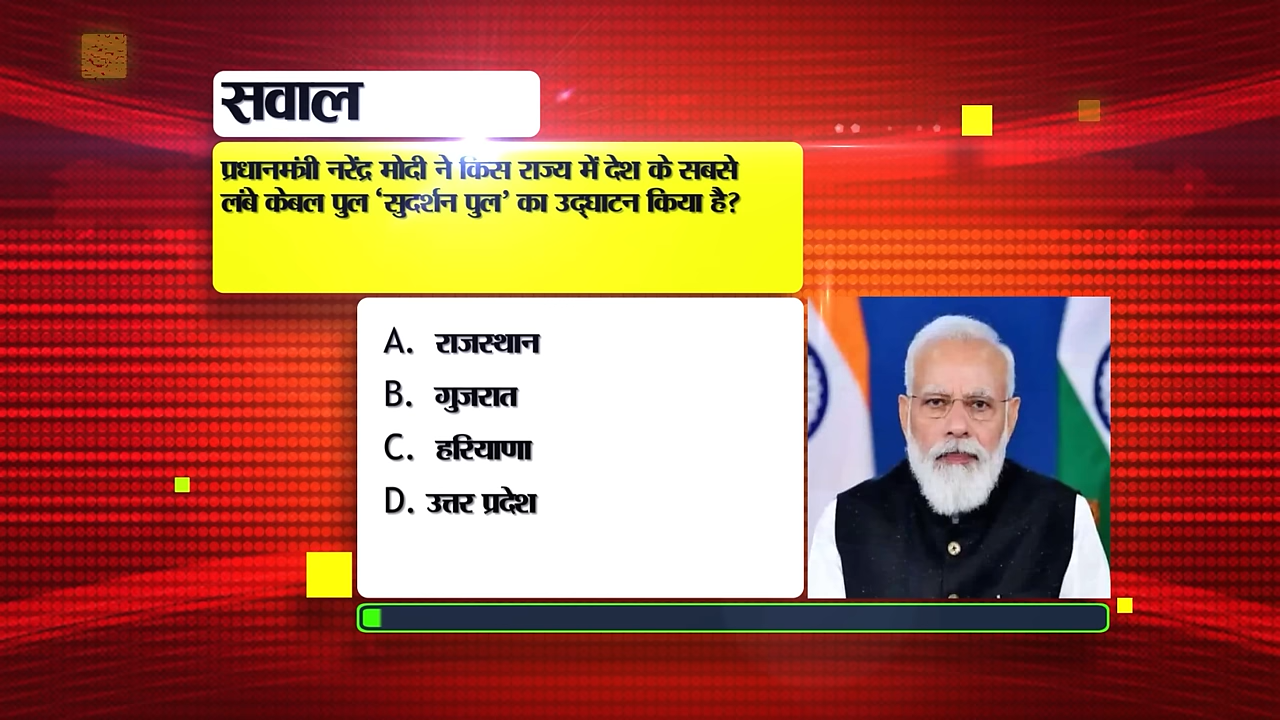 सवाल
प्रधानमंत्री नरेंद्र मोदी ने किस राज्य में देश के सबसे
लंबे केबल पुल ‘सुदर्शन पुल’ का उद्घाटन किया है?
A. राजस्थान
B. गुजरात
C. हरियाणा
D. उत्तर प्रदेश